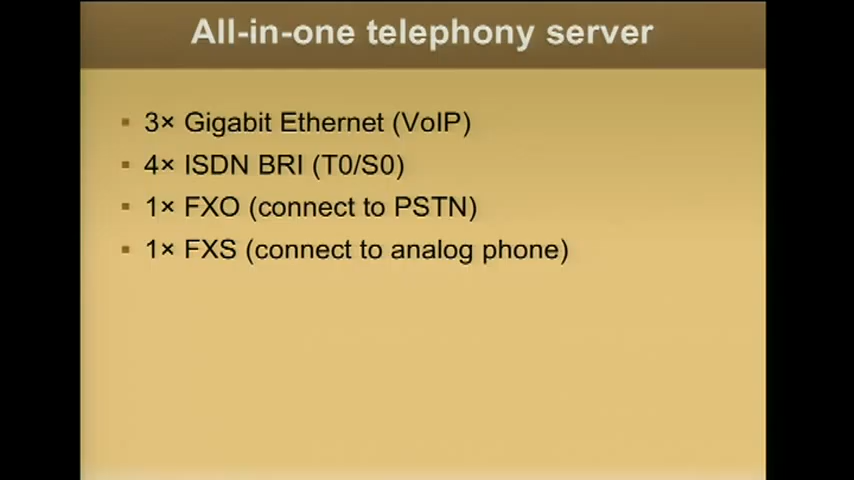 All-in-one telephony server
▪ 3× Gigabit Ethernet (VoIP)
▪ 4× ISDN BRI (T0/S0)
▪ 1× FXO (connect to PSTN)
▪ 1× FXS (connect to analog phone)